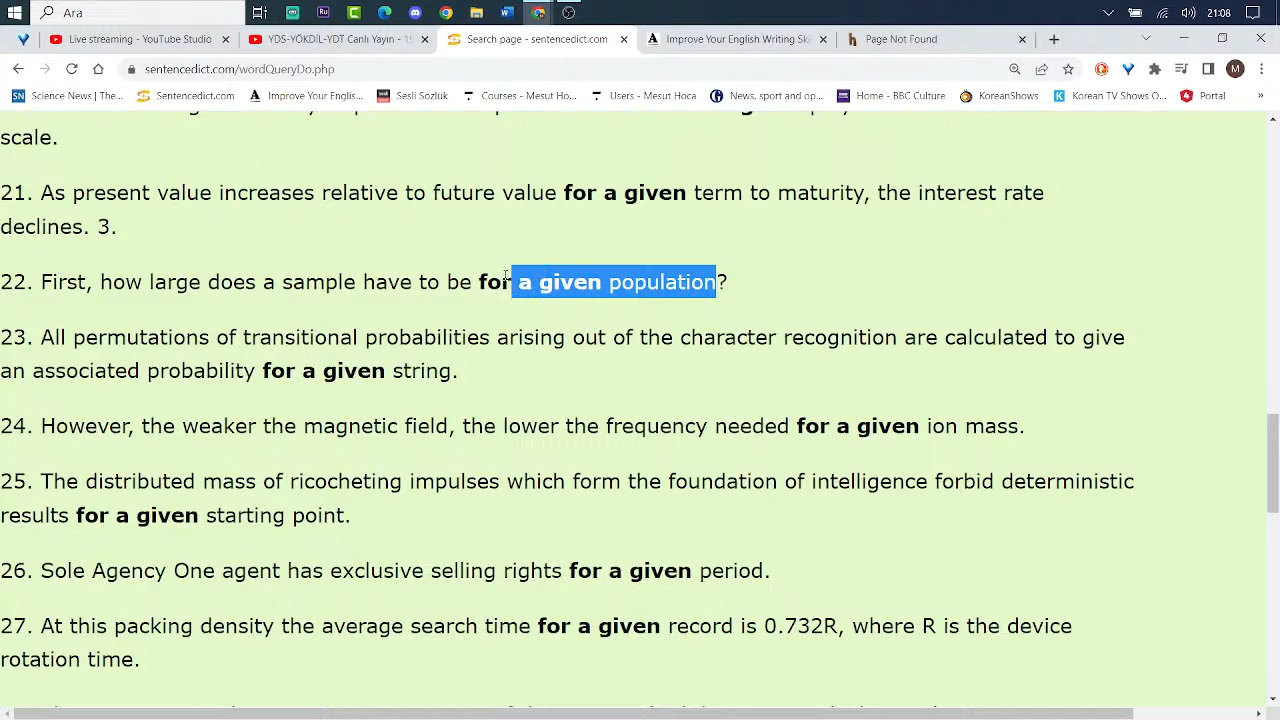 Ara
21:08
Live streaming - YouTube Studio
YDS-YÖKDİL-YDT Canlı Yayın - 
Search page - sentencedict.com
Improve Your English Writing Ski
Page Not Found
sentencedict.com/wordQueryDo.php
M
Science News | The...
Sentencedict.com
Improve Your Englis...
Sesli Sozluk
Courses - Mesut Ho...
Users - Mesut Hoca
News, sport and op...
Home - BBC Culture
KoreanShows
Korean TV Shows O...
Portal
»
scale.
21. As present value increases relative to future value for a given term to maturity, the interest rate
declines. 3.
22. First, how large does a sample have to be for a given population?
23. All permutations of transitional probabilities arising out of the character recognition are calculated to give
an associated probability for a given string.
24. However, the weaker the magnetic field, the lower the frequency needed for a given ion mass.
25. The distributed mass of ricocheting impulses which form the foundation of intelligence forbid deterministic
results for a given starting point.
26. Sole Agency One agent has exclusive selling rights for a given period.
27. At this packing density the average search time for a given record is 0.732R, where R is the device
rotation time.